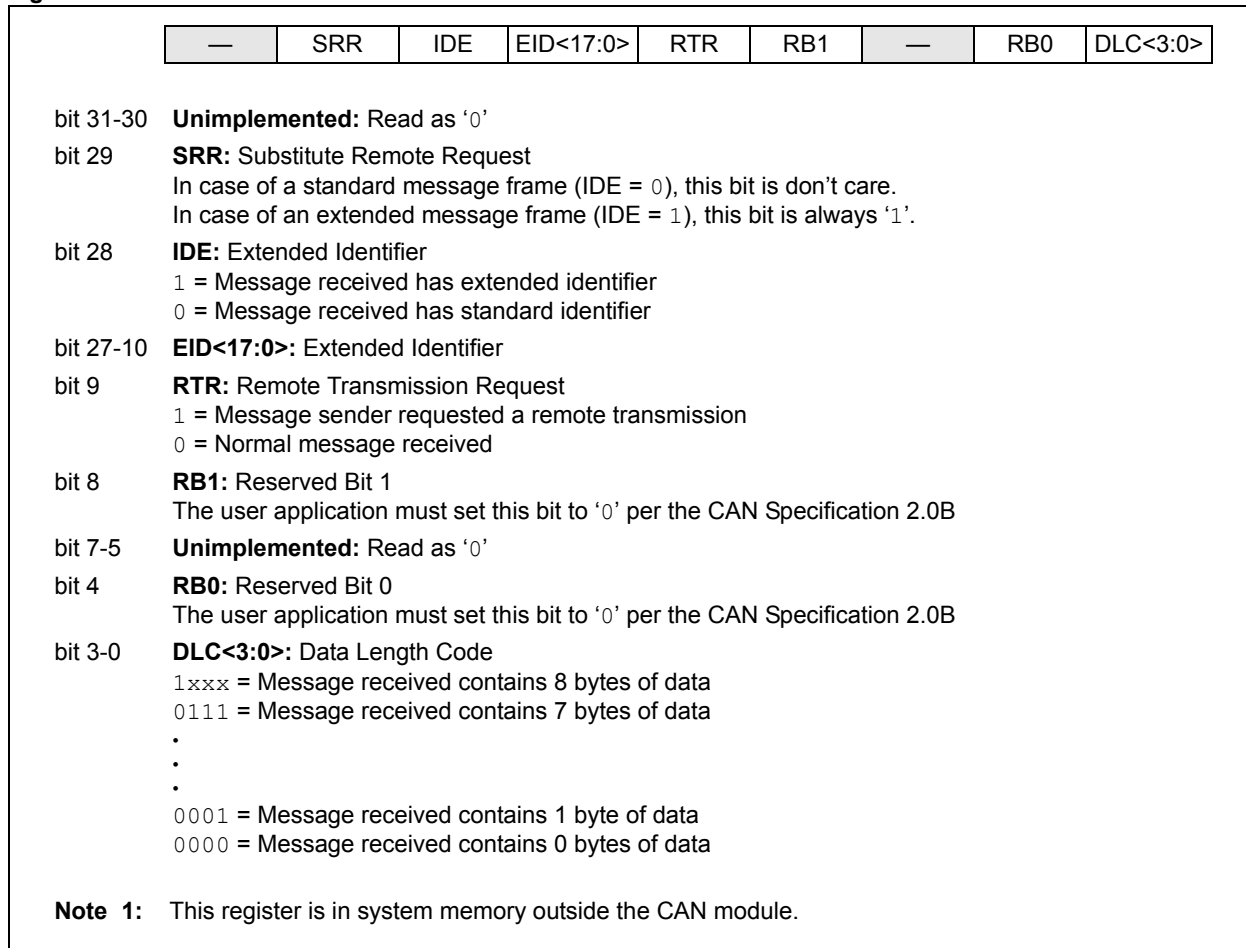 — SRR IDE EID<17:0> RTR RB1 — RB0 DLC<3:0>
bit 31-30 Unimplemented: Read as ‘0’
bit 29 SRR: Substitute Remote Request
In case of a standard message frame (IDE = 0), this bit is don’t care.
In case of an extended message frame (IDE = 1), this bit is always ‘1’.
bit 28 IDE: Extended Identifier
1 = Message received has extended identifier
0 = Message received has standard identifier
bit 27-10 EID<17:0>: Extended Identifier
bit 9 RTR: Remote Transmission Request
1 = Message sender requested a remote transmission
0 = Normal message received
bit 8 RB1: Reserved Bit 1
The user application must set this bit to ‘0’ per the CAN Specification 2.0B
bit 7-5 Unimplemented: Read as ‘0’
bit 4 RB0: Reserved Bit 0
The user application must set this bit to ‘0’ per the CAN Specification 2.0B
bit 3-0 DLC<3:0>: Data Length Code
1xxx = Message received contains 8 bytes of data
0111 = Message received contains 7 bytes of data
•
•
•
0001 = Message received contains 1 byte of data
0000 = Message received contains 0 bytes of data
Note 1: This register is in system memory outside the CAN module.